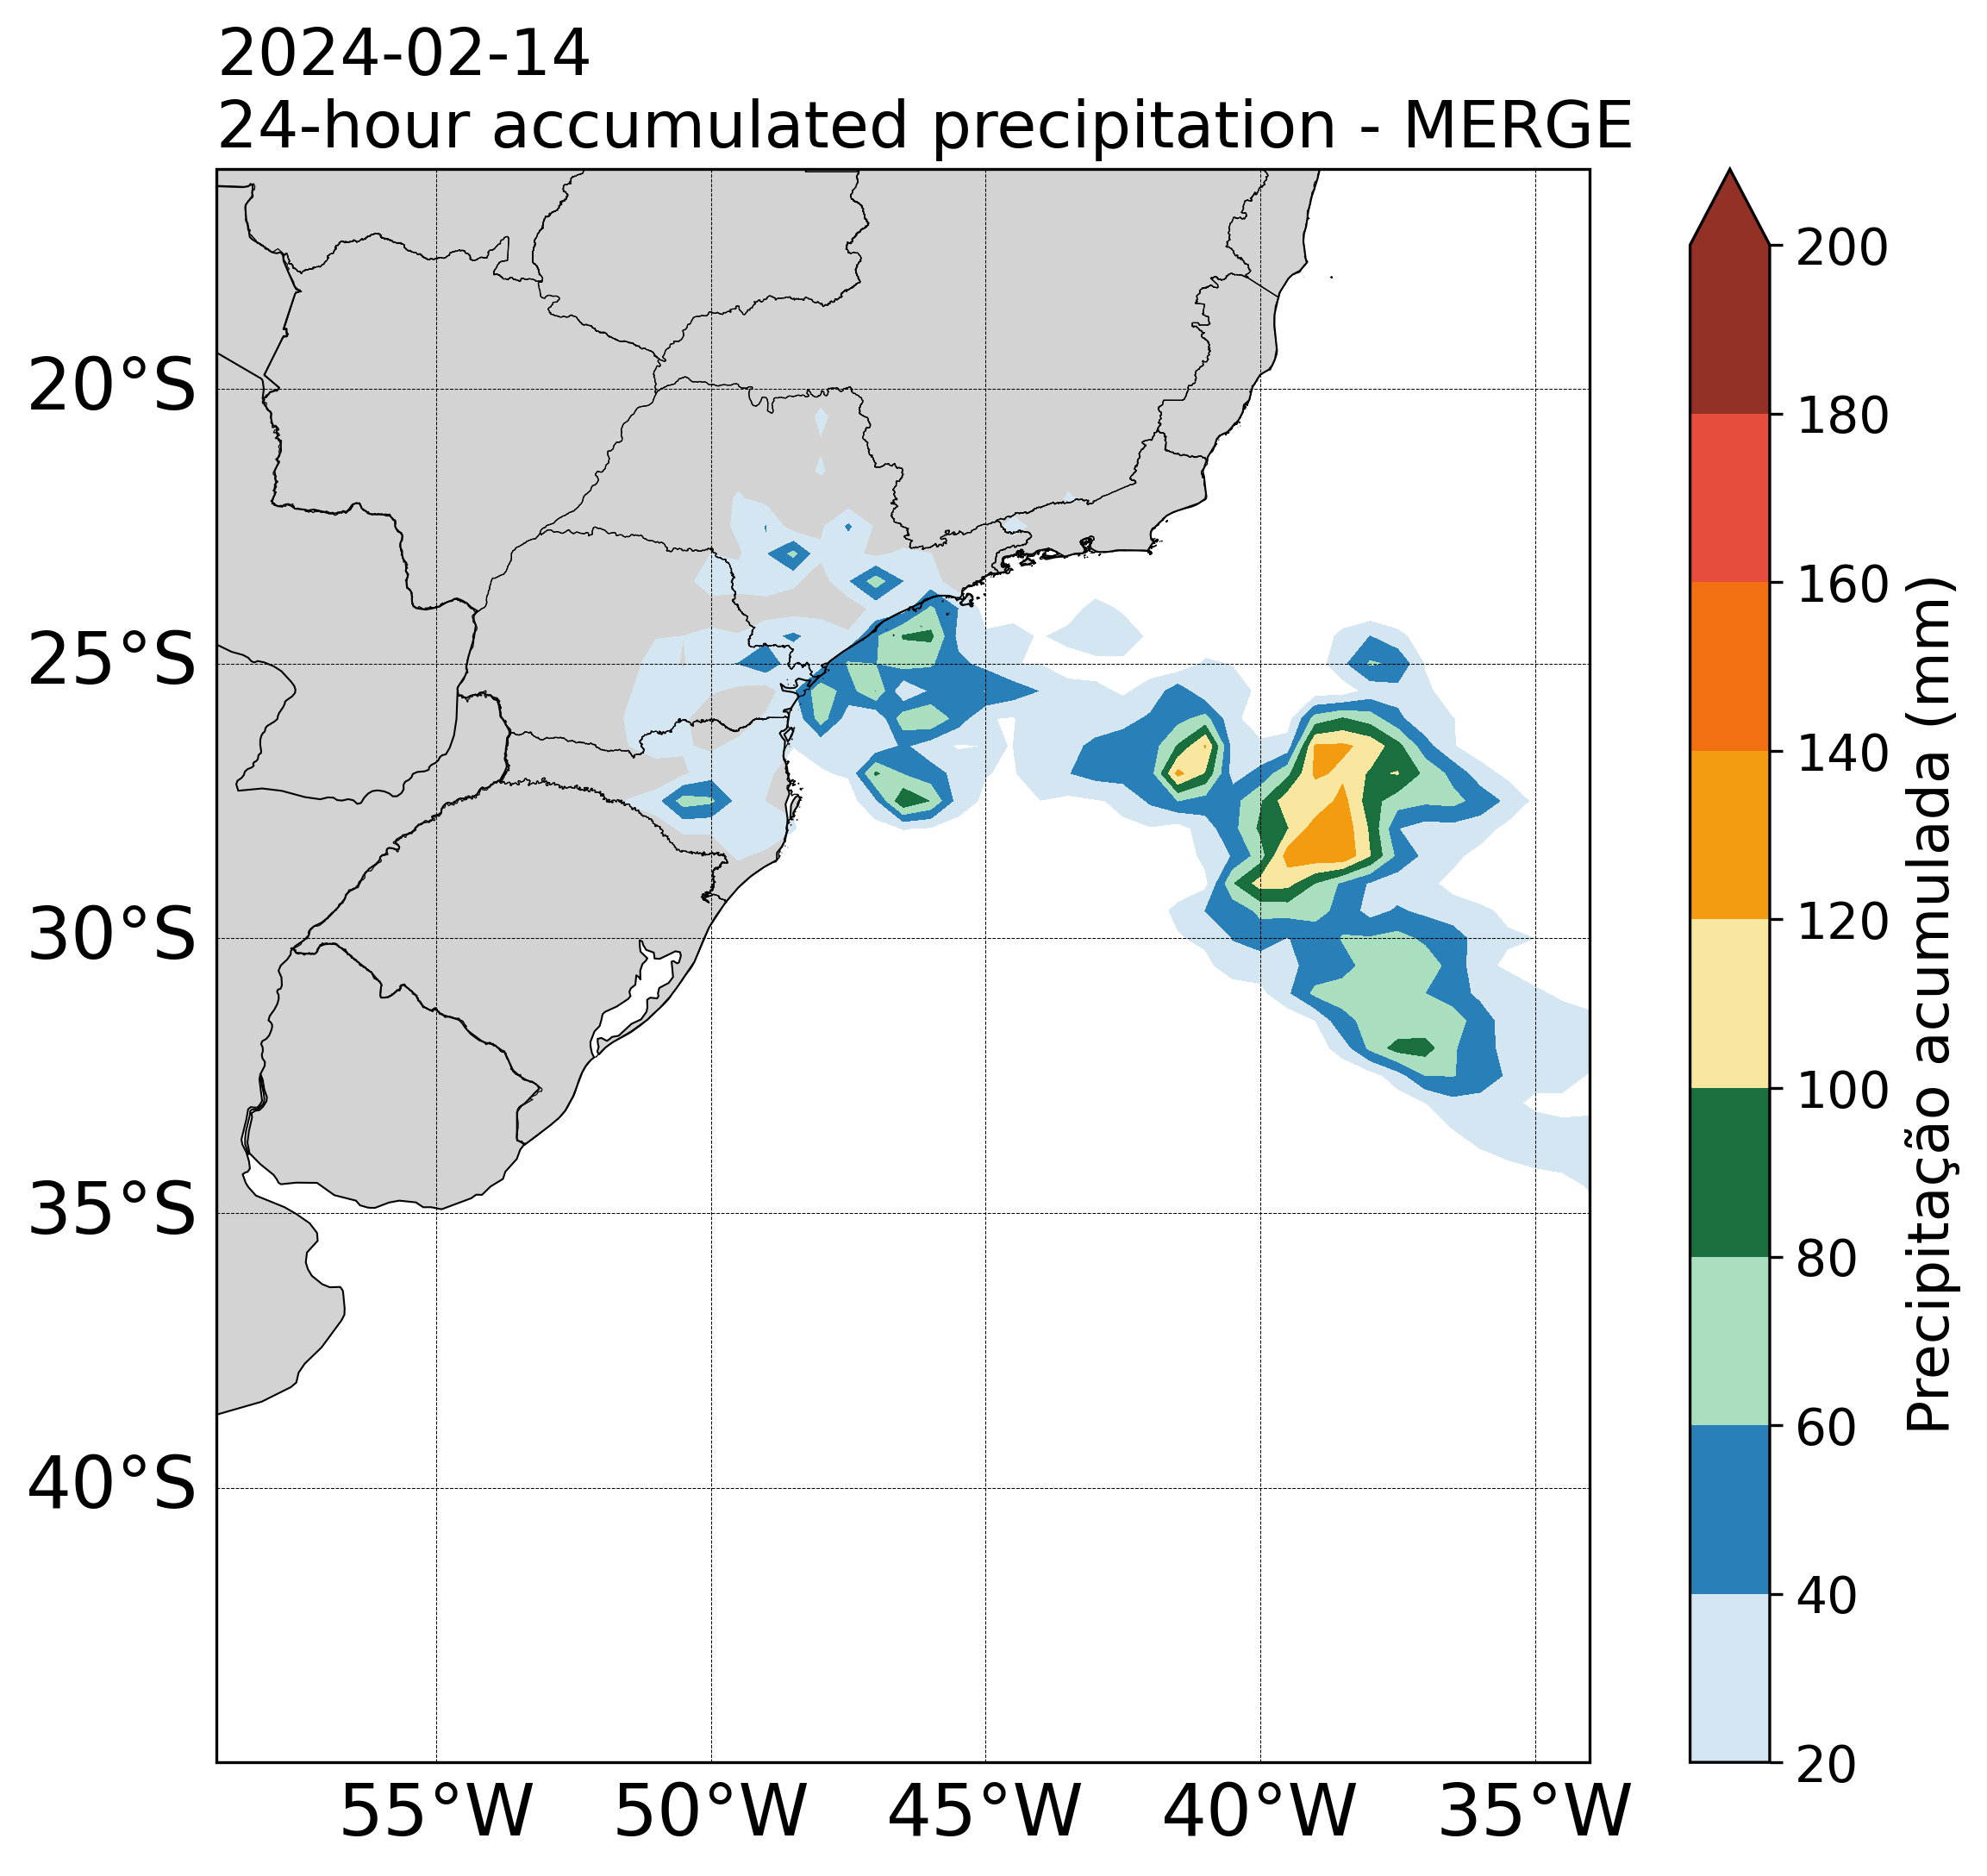 2024-02-14
24-hour accumulated precipitation - MERGE
20°S
25°S
30°S
35°S
40°S
55°W
50°W
45°W
40°W
35°W
200
180
160
140
120
100
80
60
40
20
Precipitação acumulada (mm)